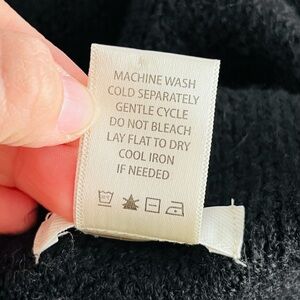 MACHINE WASH
COLD SEPARATELY
GENTLE CYCLE
DO NOT BLEACH
LAY FLAT TO DRY
COOL IRON
IF NEEDED